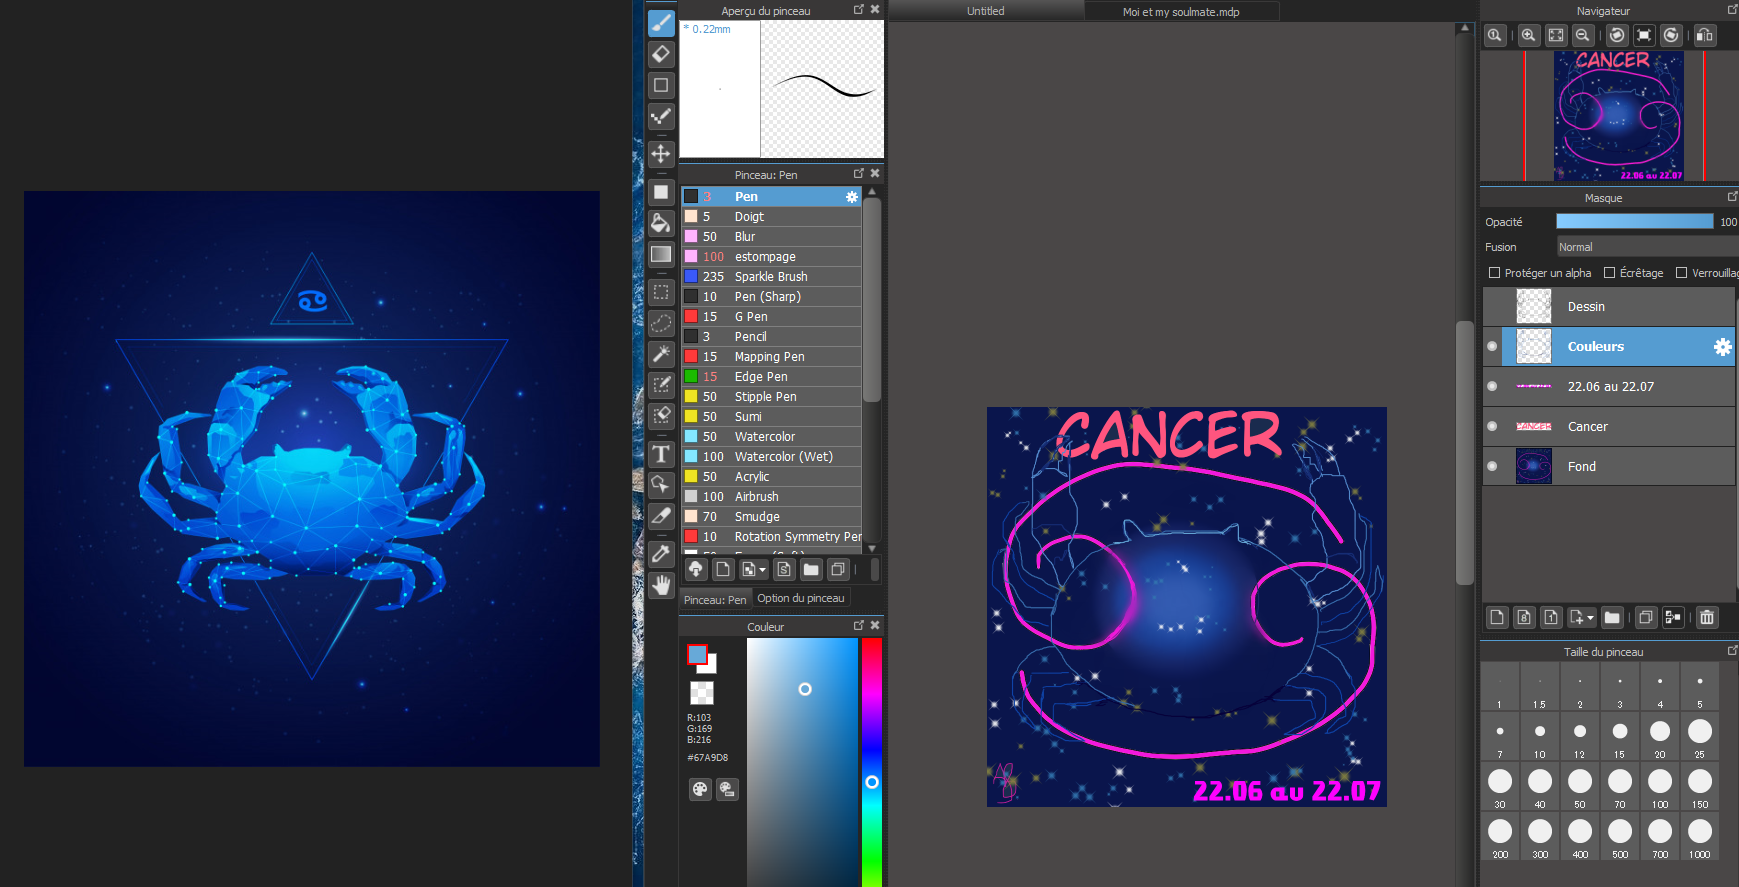 Aperçu du pinceau
* 0.22mm
Pinceau: Pen
3 Pen
5 Doigt
50 Blur
100 estompage
235 Sparkle Brush
10 Pen (Sharp)
15 G Pen
3 Pencil
15 Mapping Pen
15 Edge Pen
50 Stipple Pen
50 Sumi
50 Watercolor
100 Watercolor (Wet)
50 Acrylic
100 Airbrush
70 Smudge
10 Rotation Symmetry Pen
Pinceau: Pen
Option du pinceau
Couleur
R:103
G:169
B:216
#67A9D8
Untitled
Moi et my soulmate.mdp
CANCER
22.06 au 22.07
Navigateur
CANCER
22.06 au 22.07
Masque
Opacité 100
Fusion Normal
Protéger un alpha Écrêtage Verrouillag
Dessin
Couleurs
22.06 au 22.07
CANCER Cancer
Fond
8 1
Taille du pinceau
1 1.5 2 3 4 5
7 10 12 15 20 25
30 40 50 70 100 150
200 300 400 500 700 1000